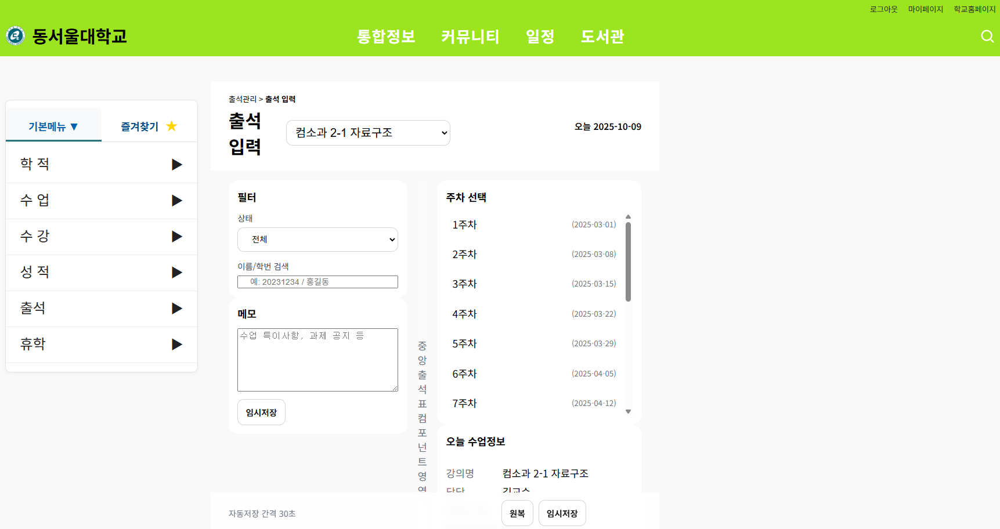 로그아웃 마이페이지 학교홈페이지
동서울대학교 통합정보 커뮤니티 일정 도서관
기본메뉴 ▼ 즐겨찾기
학 적 ▶
수 업 ▶
수 강 ▶
성 적 ▶
출석 ▶
휴학 ▶
출석관리 > 출석 입력
출석
입력
컴소과 2-1 자료구조
오늘 2025-10-09
필터
상태
전체
이름/학번 검색
예: 20231234 / 홍길동
메모
수업 특이사항, 과제 공지 등
임시저장
중
앙
출
석
표
컴
포
넌
트
영
주차 선택
1주차 (2025-03-01)
2주차 (2025-03-08)
3주차 (2025-03-15)
4주차 (2025-03-22)
5주차 (2025-03-29)
6주차 (2025-04-05)
7주차 (2025-04-12)
오늘 수업정보
강의명 컴소과 2-1 자료구조
담당 김교수
자동저장 간격 30초
원복 임시저장